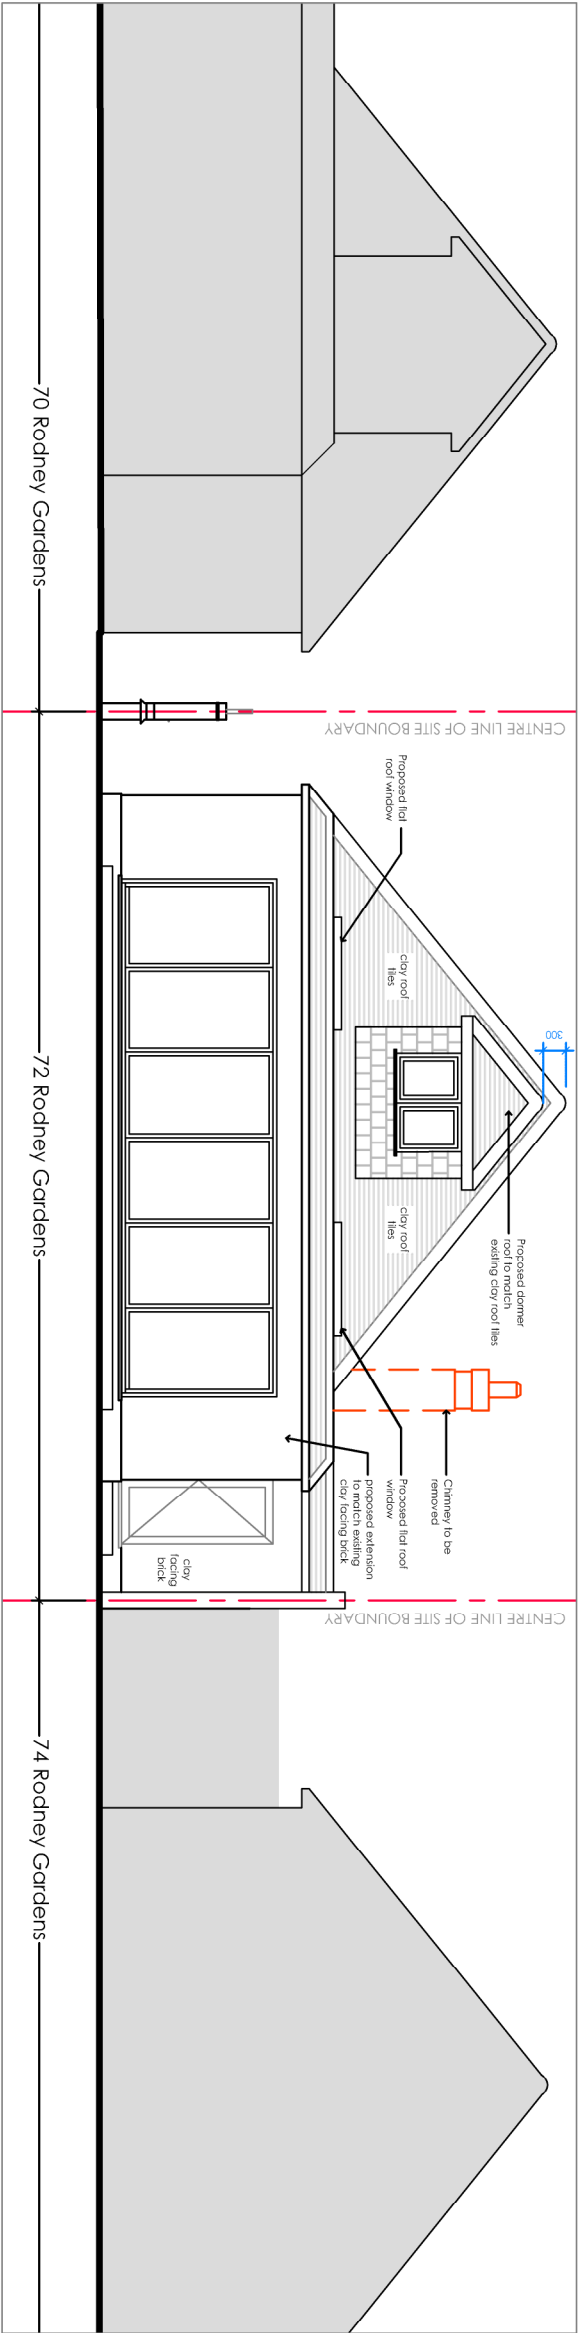 70 Rodney Gardens
CENTRE LINE OF SITE BOUNDARY
Proposed flat
roof window
clay roof
tiles
300
72 Rodney Gardens
clay roof
tiles
Proposed dormer
roof to match
existing clay roof tiles
Chimney to be
removed
Proposed flat roof
window
proposed extension
to match existing
clay facing brick
clay
facing
brick
CENTRE LINE OF SITE BOUNDARY
74 Rodney Gardens